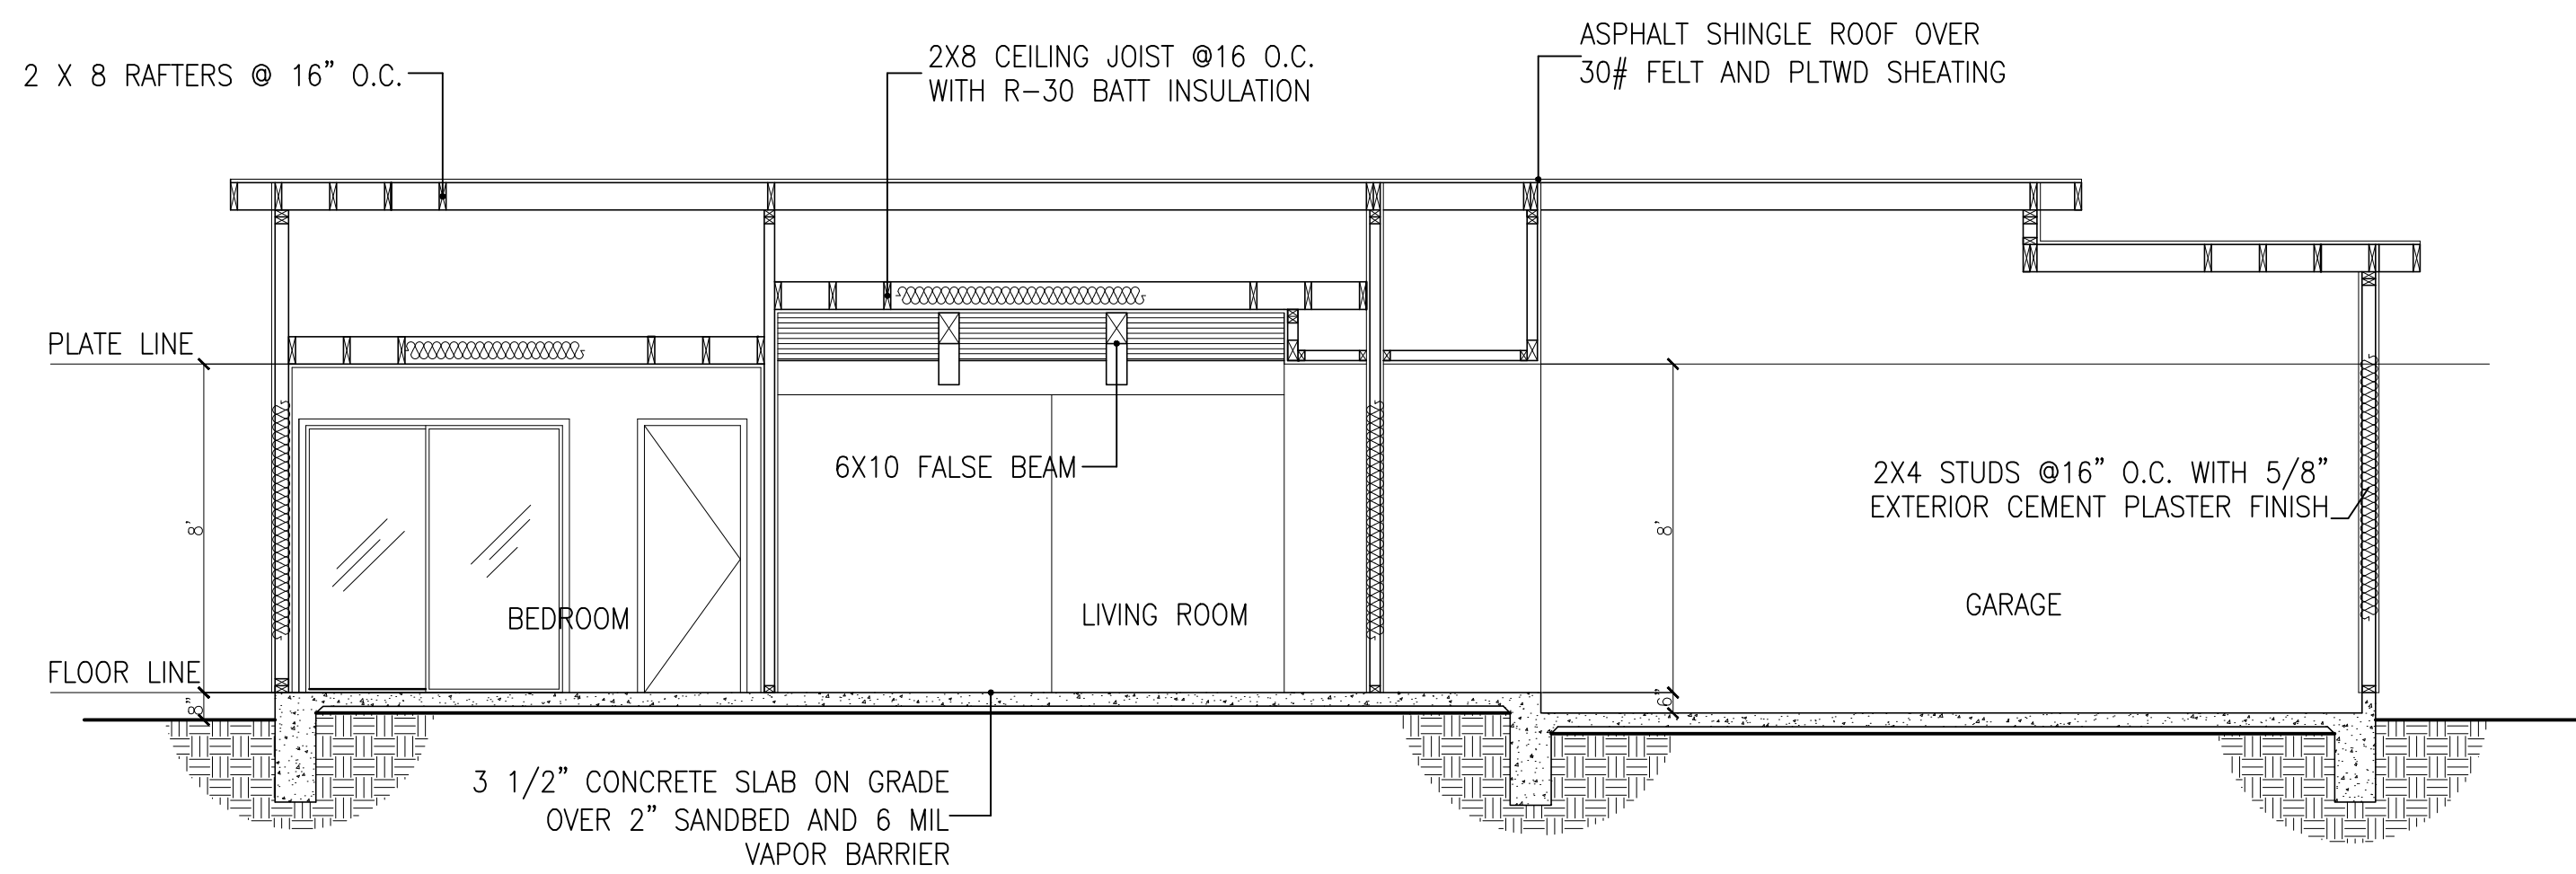 ASPHALT SHINGLE ROOF OVER
30# FELT AND PLTWD SHEATING
2X8 CEILING JOIST @16 O.C.
WITH R-30 BATT INSULATION
2 X 8 RAFTERS @ 16" O.C.
PLATE LINE
6X10 FALSE BEAM
2X4 STUDS @16" O.C. WITH 5/8"
EXTERIOR CEMENT PLASTER FINISH
8'
8'
BEDROOM
LIVING ROOM
GARAGE
FLOOR LINE
8"
6"
3 1/2" CONCRETE SLAB ON GRADE
OVER 2" SANDBED AND 6 MIL
VAPOR BARRIER